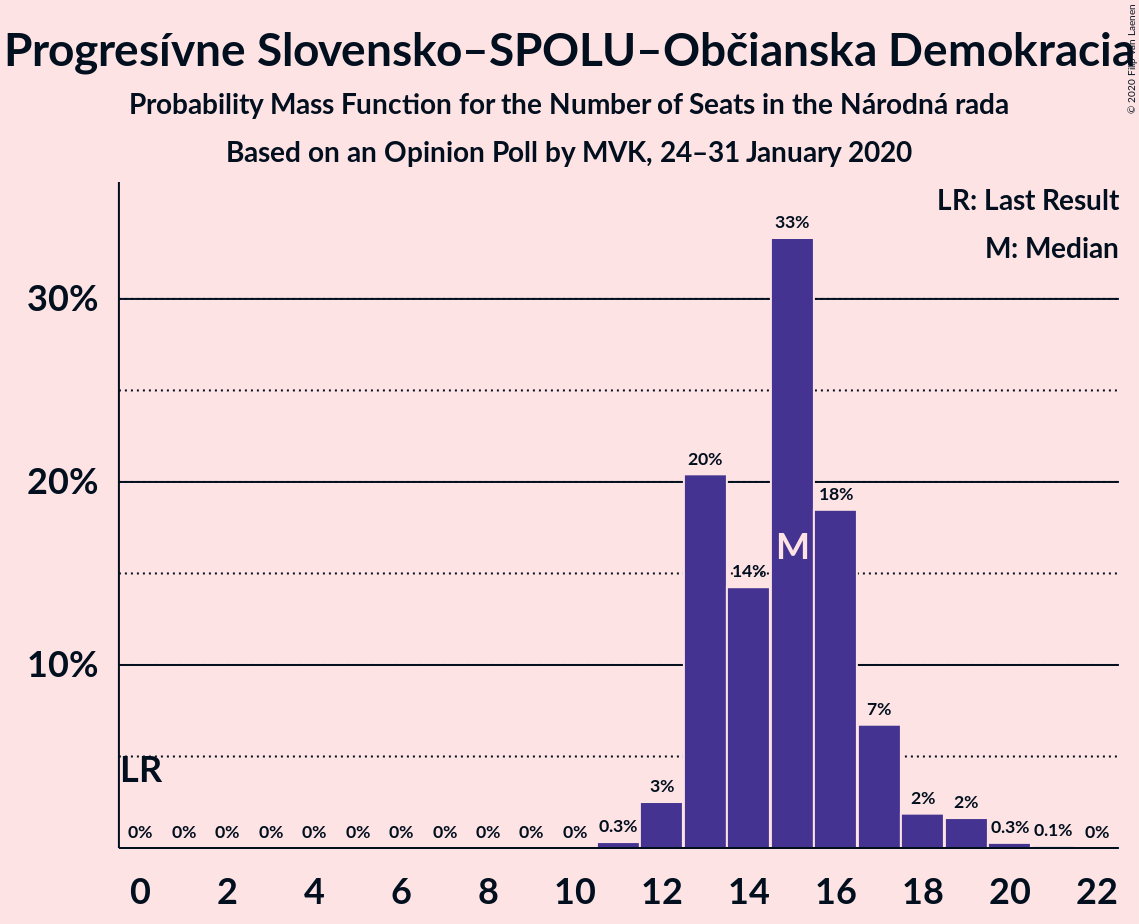 Progresívne Slovensko–SPOLU–Občianska Demokracia
Probability Mass Function for the Number of Seats in the Národná rada
Based on an Opinion Poll by MVK, 24–31 January 2020
© 2020 Filip van Laenen
LR: Last Result
M: Median
30%
20%
10%
33%
20%
18%
14%
M
7%
LR
3%
2%
2%
0% 0% 0% 0% 0% 0% 0% 0% 0% 0% 0% 0.3% 0.3% 0.1% 0%
0 2 4 6 8 10 12 14 16 18 20 22